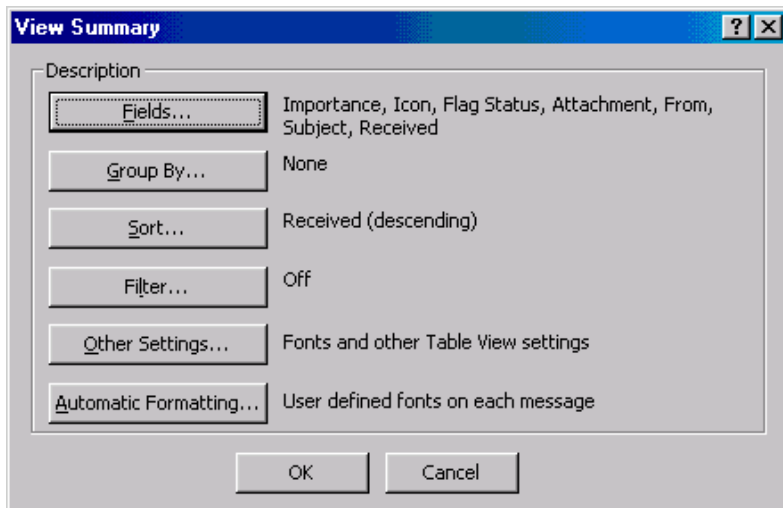 View Summary
Description
Fields...
Importance, Icon, Flag Status, Attachment, From,
Subject, Received
Group By...
None
Sort...
Received (descending)
Filter...
Off
Other Settings...
Fonts and other Table View settings
Automatic Formatting...
User defined fonts on each message
OK
Cancel